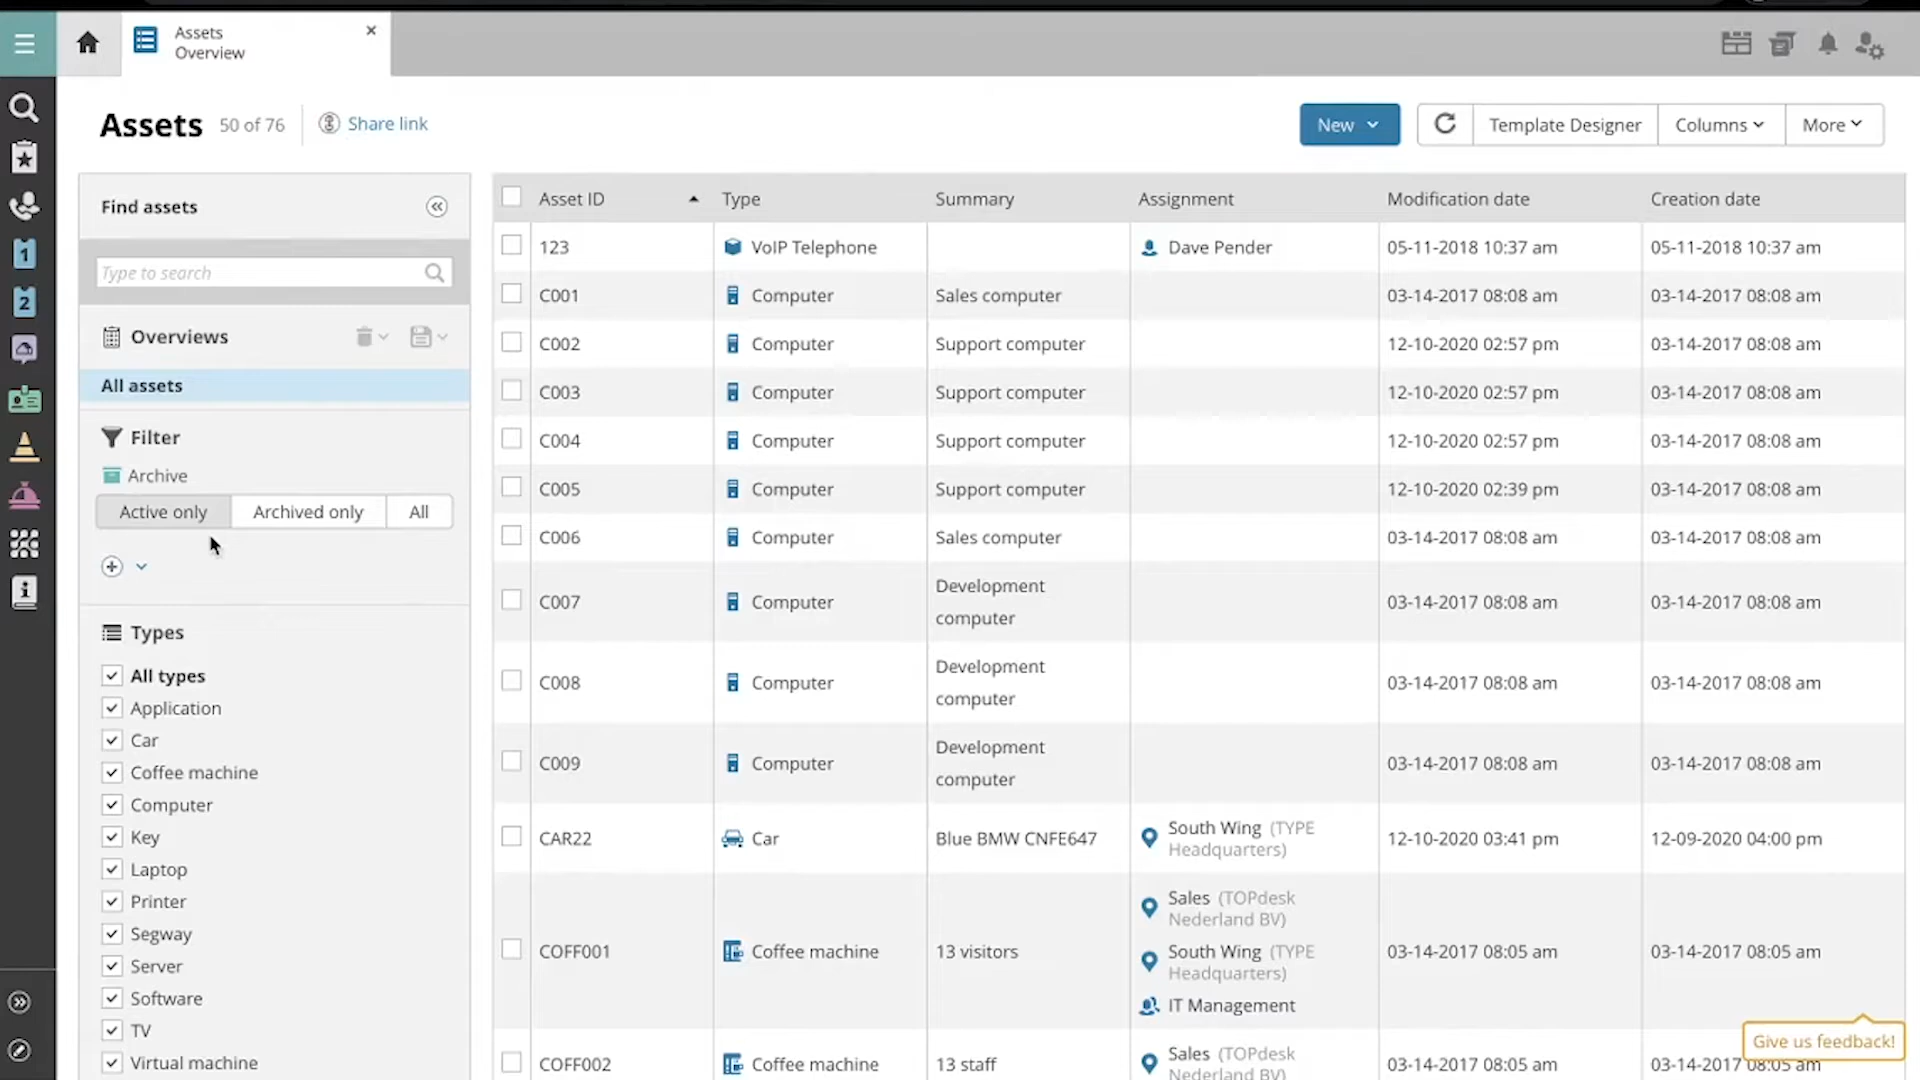 Assets
Overview
Assets 50 of 76 Share link
New Template Designer Columns More
Find assets
Type to search
Overviews
All assets
Filter
Archive
Active only Archived only All
Types
All types
Application
Car
Coffee machine
Computer
Key
Laptop
Printer
Segway
Server
Software
TV
Virtual machine
1
2
Asset ID Type Summary Assignment Modification date Creation date
123 VoIP Telephone Dave Pender 05-11-2018 10:37 am 05-11-2018 10:37 am
C001 Computer Sales computer 03-14-2017 08:08 am 03-14-2017 08:08 am
C002 Computer Support computer 12-10-2020 02:57 pm 03-14-2017 08:08 am
C003 Computer Support computer 12-10-2020 02:57 pm 03-14-2017 08:08 am
C004 Computer Support computer 12-10-2020 02:57 pm 03-14-2017 08:08 am
C005 Computer Support computer 12-10-2020 02:39 pm 03-14-2017 08:08 am
C006 Computer Sales computer 03-14-2017 08:08 am 03-14-2017 08:08 am
Development
C007 Computer 03-14-2017 08:08 am 03-14-2017 08:08 am
computer
Development
C008 Computer 03-14-2017 08:08 am 03-14-2017 08:08 am
computer
Development
C009 Computer 03-14-2017 08:08 am 03-14-2017 08:08 am
computer
South Wing (TYPE
CAR22 Car Blue BMW CNFE647 12-10-2020 03:41 pm 12-09-2020 04:00 pm
Headquarters)
Sales (TOPdesk
Nederland BV)
COFF001 Coffee machine 13 visitors South Wing (TYPE 03-14-2017 08:05 am 03-14-2017 08:05 am
Headquarters)
IT Management
Sales (TOPdesk
COFF002 Coffee machine 13 staff 03-14-2017 08:05 am 03-14-2017 08:05 am
Nederland BV)
Give us feedback!